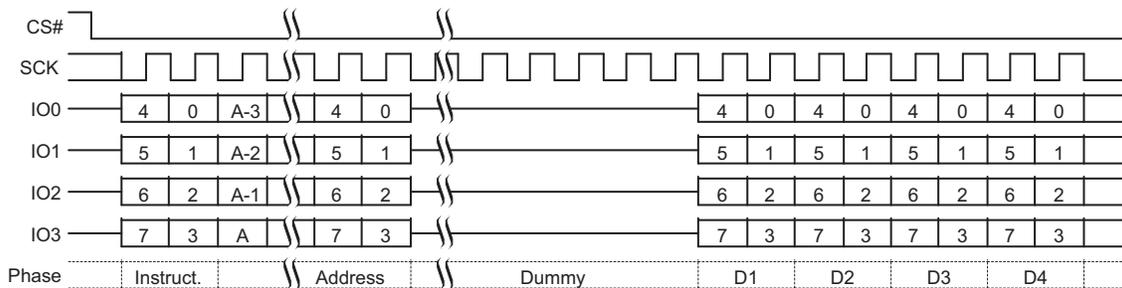 CS#
SCK
IO0 4 0 A-3 4 0 4 0 4 0 4 0 4 0
IO1 5 1 A-2 5 1 5 1 5 1 5 1 5 1
IO2 6 2 A-1 6 2 6 2 6 2 6 2 6 2
IO3 7 3 A 7 3 7 3 7 3 7 3 7 3
Phase Instruct. Address Dummy D1 D2 D3 D4